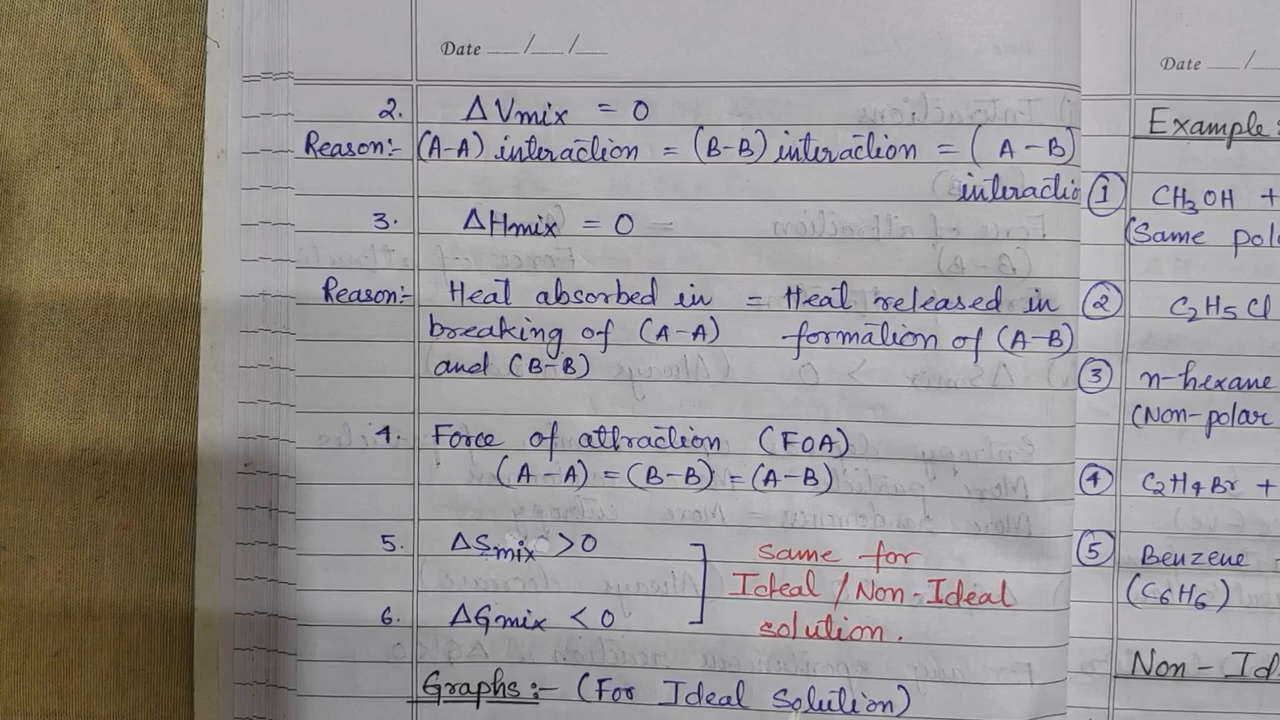 Date ....../....../......
2. ΔVmix = 0
Reason:- (A-A) interaction = (B-B) interaction = (A-B)
interactio
3. ΔHmix = 0
Reason:- Heat absorbed in = Heat released in
breaking of (A-A) formation of (A-B)
and (B-B)
4. Force of attraction (FOA)
(A-A) = (B-B) = (A-B)
5. ΔSmix >0
6. ΔGmix <0
Same for
Ideal / Non-Ideal
solution.
Graphs:- (For Ideal Solution)
Date ....../
Example:
① CH3OH +
(Same pol
② C2H5Cl
③ n-hexane
(Non-polar
④ C2H4Br +
⑤ Benzene
(C6H6)
Non-Id